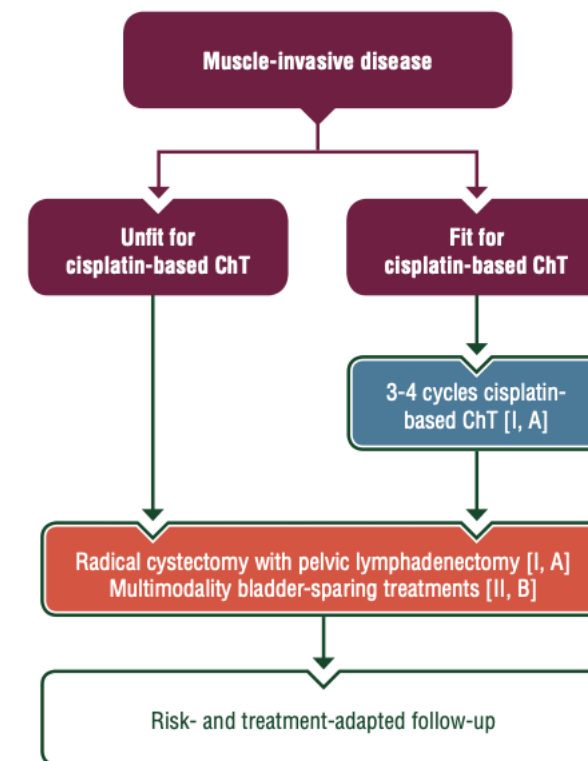 Muscle-invasive disease
Unfit for
cisplatin-based ChT
Fit for
cisplatin-based ChT
3-4 cycles cisplatin-
based ChT [I, A]
Radical cystectomy with pelvic lymphadenectomy [I, A]
Multimodality bladder-sparing treatments [II, B]
Risk- and treatment-adapted follow-up